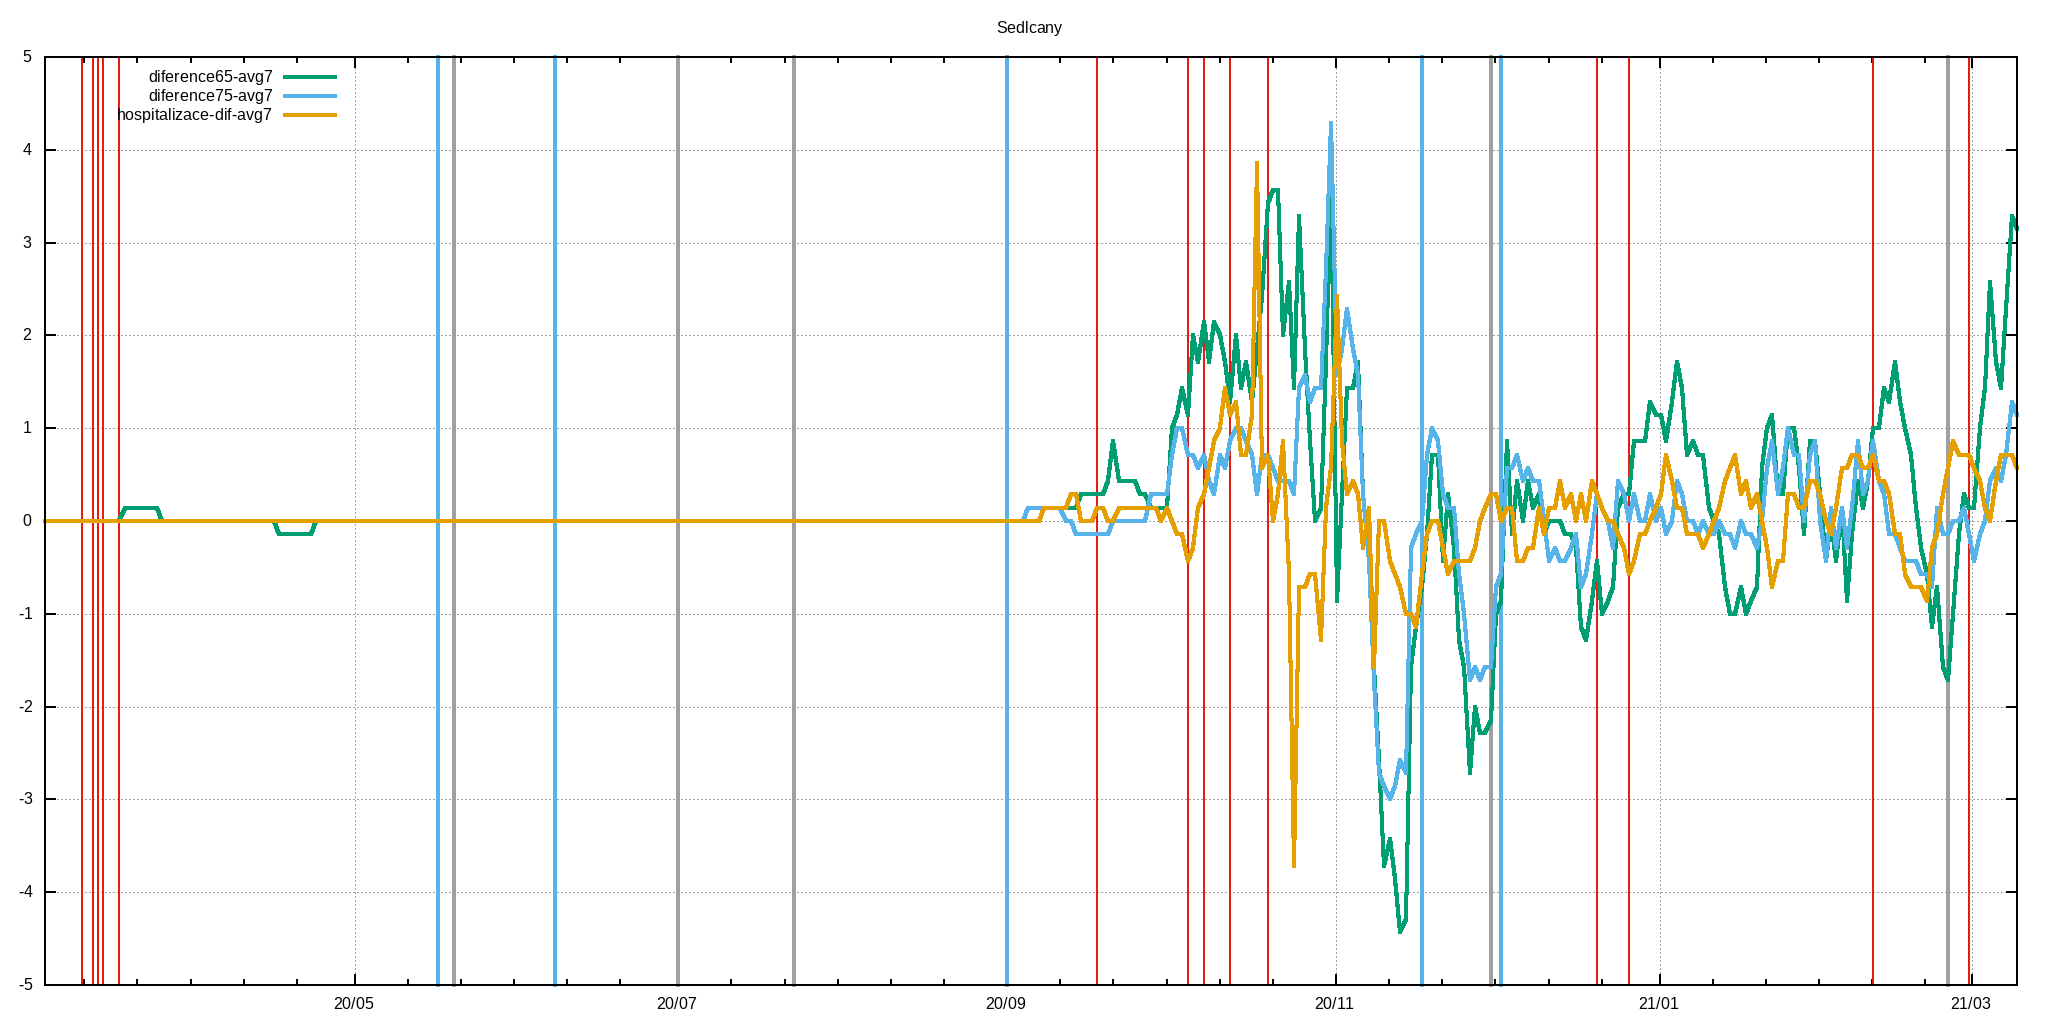 Sedlcany
5
diference65-avg7
diference75-avg7
hospitalizace-dif-avg7
4
3
2
1
0
-1
-2
-3
-4
-5
20/05 20/07 20/09 20/11 21/01 21/03